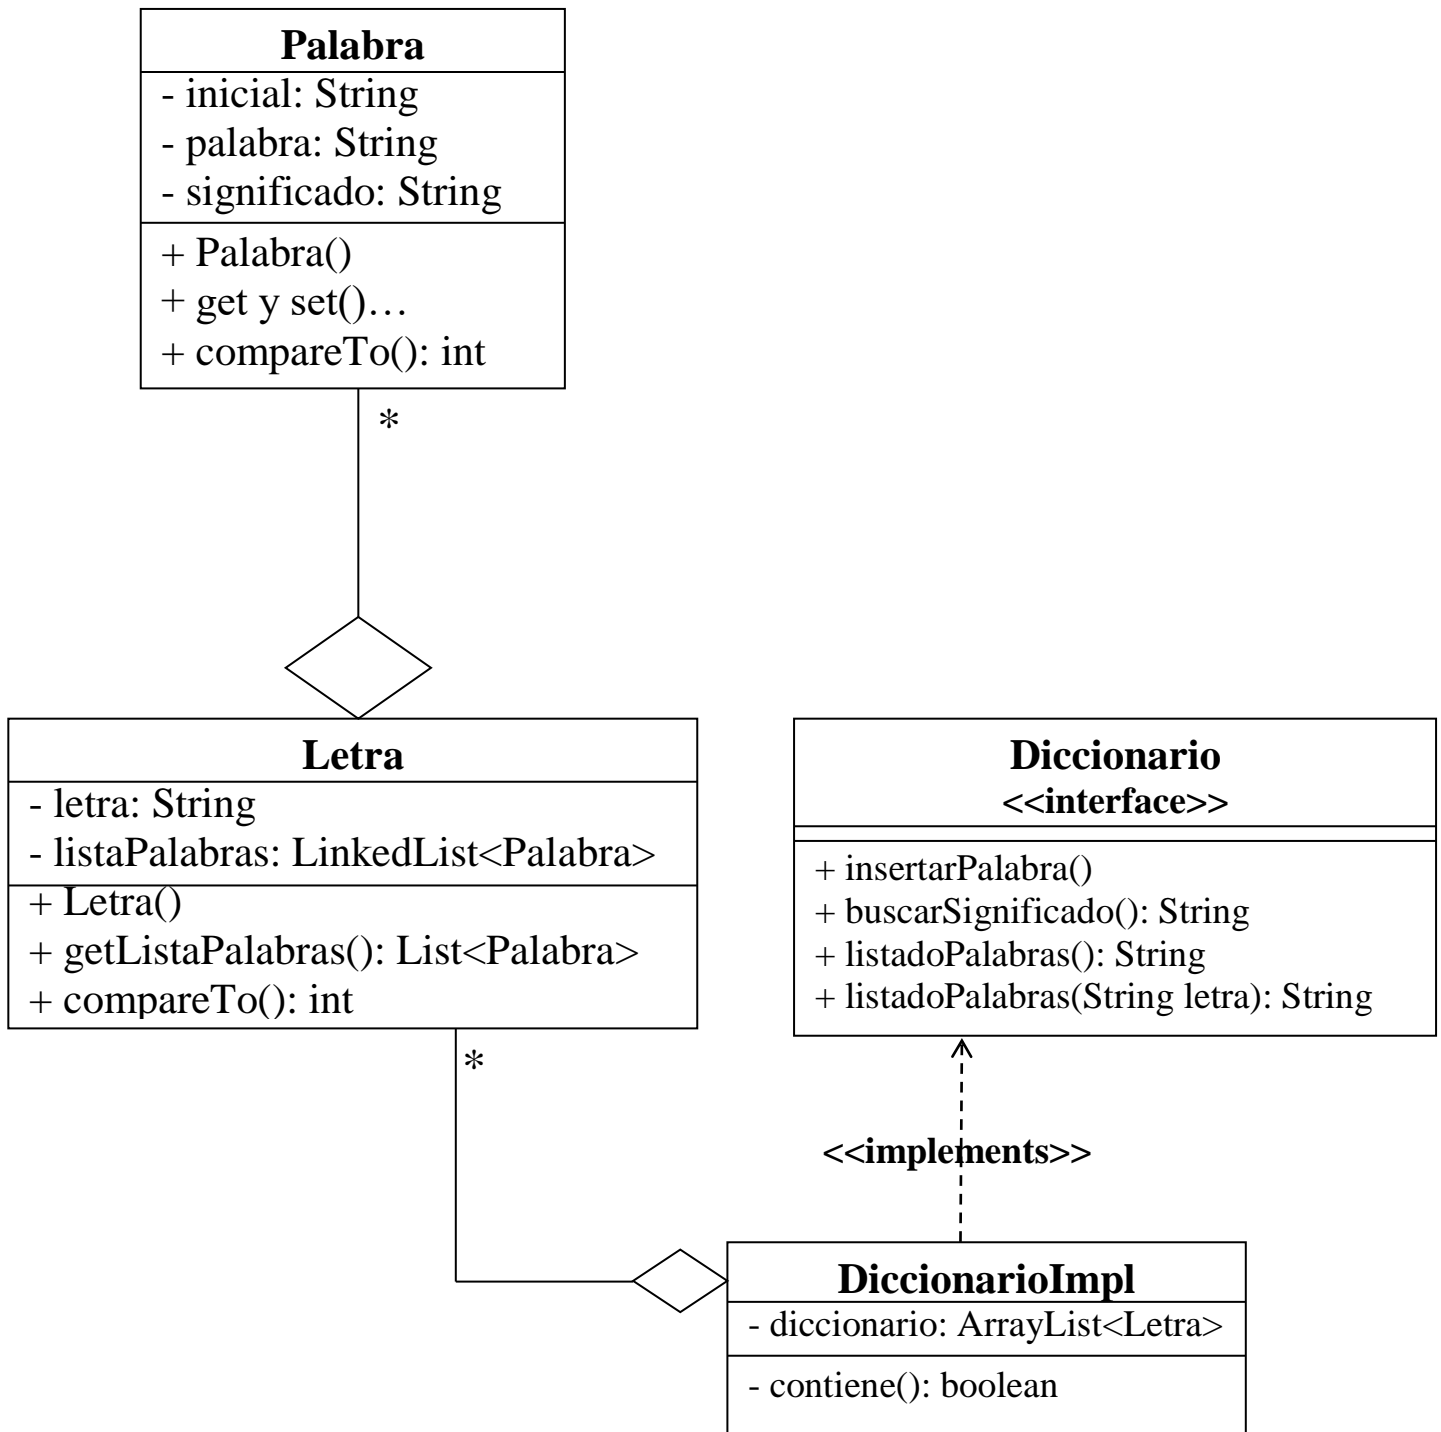 Palabra
- inicial: String
- palabra: String
- significado: String
+ Palabra()
+ get y set()…
+ compareTo(): int
*
Letra
- letra: String
- listaPalabras: LinkedList<Palabra>
+ Letra()
+ getListaPalabras(): List<Palabra>
+ compareTo(): int
*
Diccionario
<<interface>>
+ insertarPalabra()
+ buscarSignificado(): String
+ listadoPalabras(): String
+ listadoPalabras(String letra): String
<<implements>>
DiccionarioImpl
- diccionario: ArrayList<Letra>
- contiene(): boolean